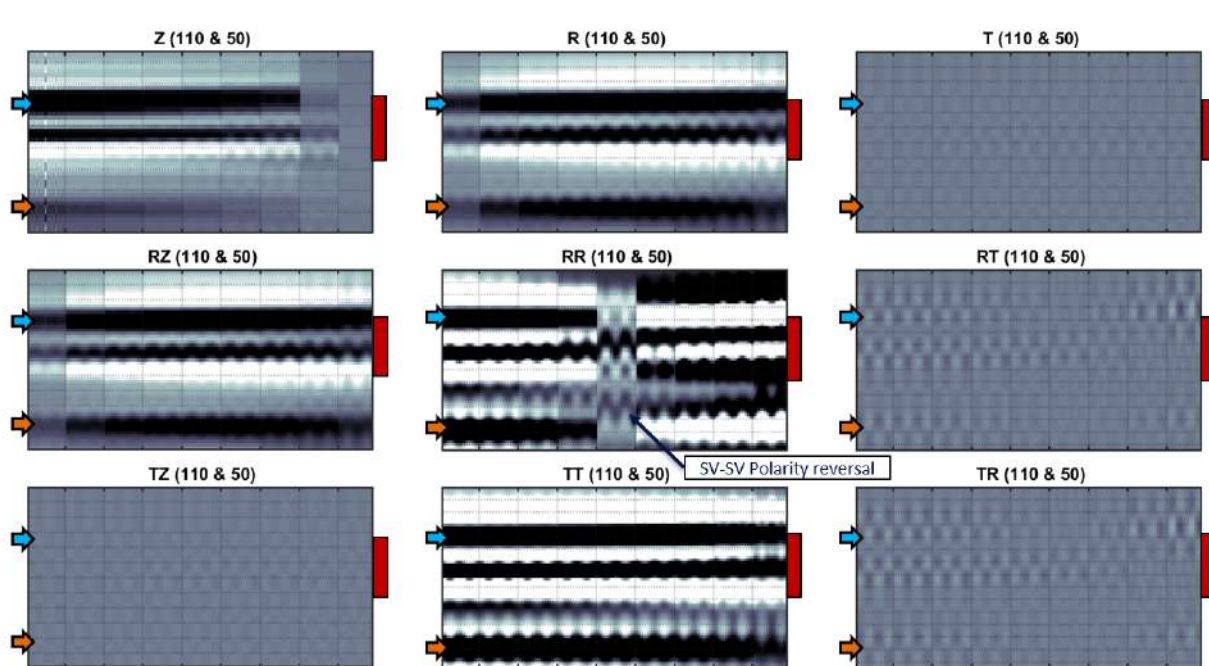 Z (110 & 50)
R (110 & 50)
T (110 & 50)
RZ (110 & 50)
RR (110 & 50)
RT (110 & 50)
SV-SV Polarity reversal
TZ (110 & 50)
TT (110 & 50)
TR (110 & 50)